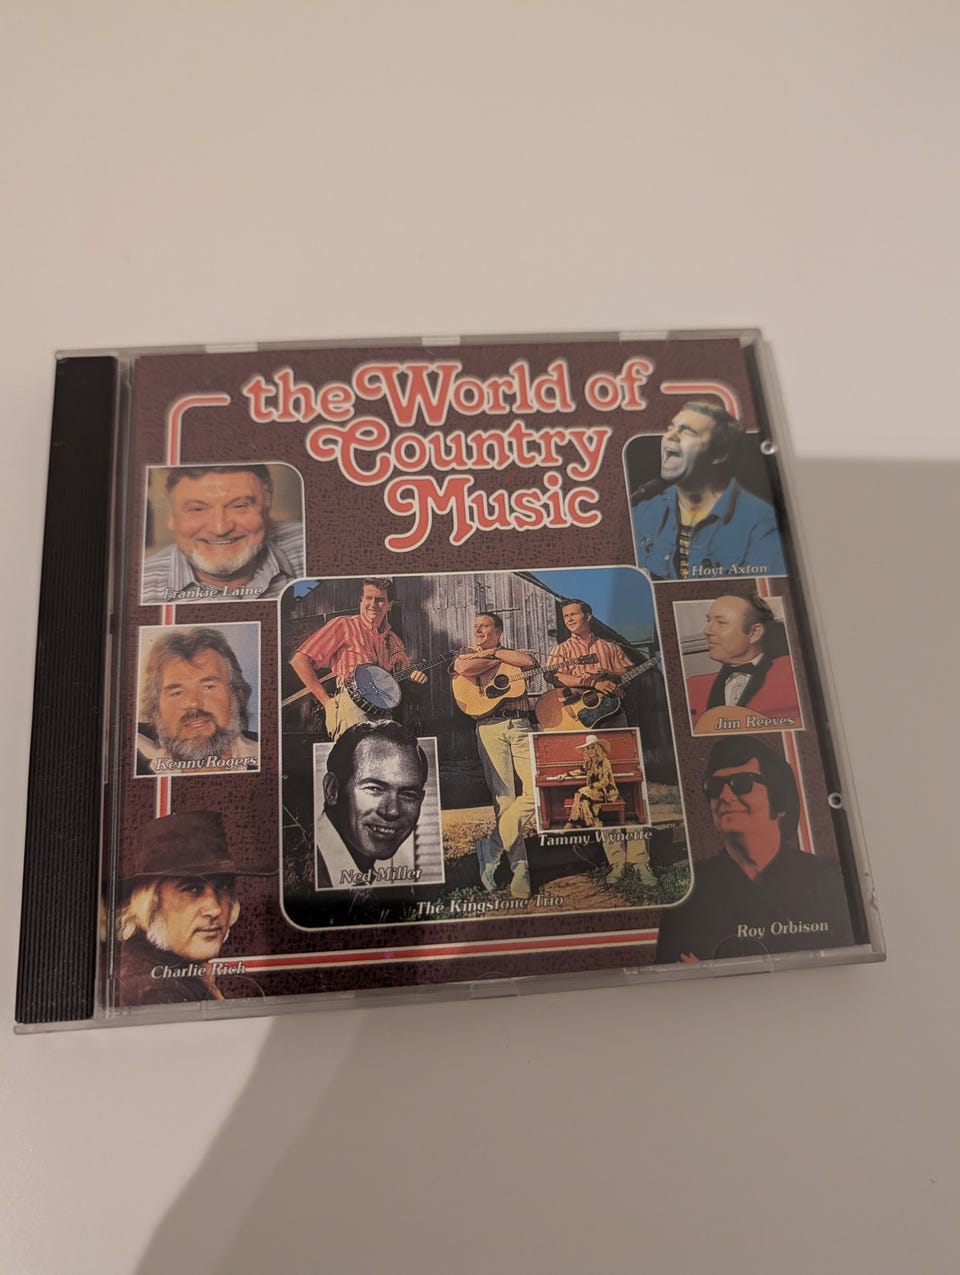 the World of
Country
Music
Frankie Laine
Hoyt Axton
Kenny Rogers
Jim Reeves
Ned Miller
Tammy Wynette
The Kingstone Trio
Charlie Rich
Roy Orbison